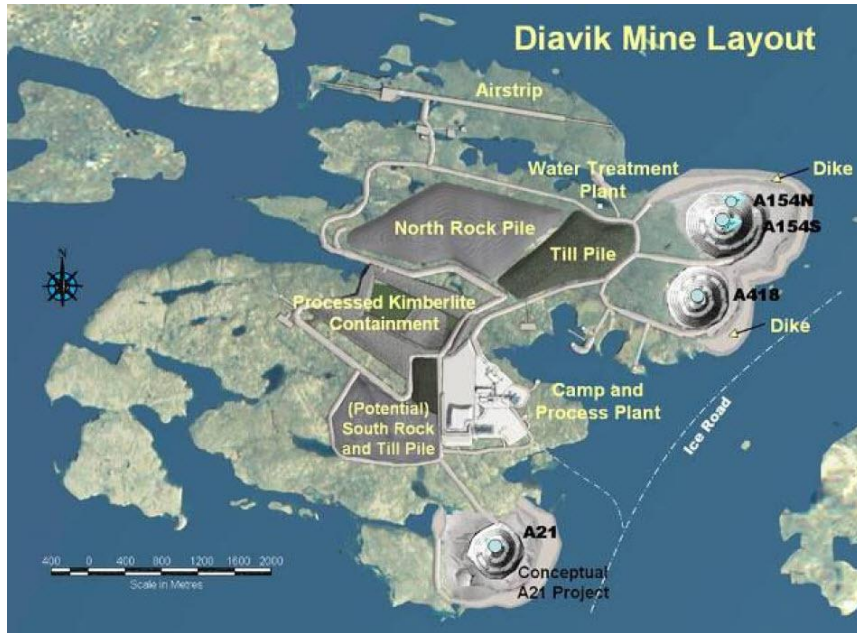 Diavik Mine Layout
Airstrip
Water Treatment
Plant
Dike
A154N
A154S
North Rock Pile
Till Pile
N
A418
Processed Kimberlite
Containment
Dike
Camp and
Process Plant
(Potential)
South Rock
and Till Pile
Ice Road
A21
Conceptual
A21 Project
400 0 400 800 1200 1600 2000
Scale in Metres